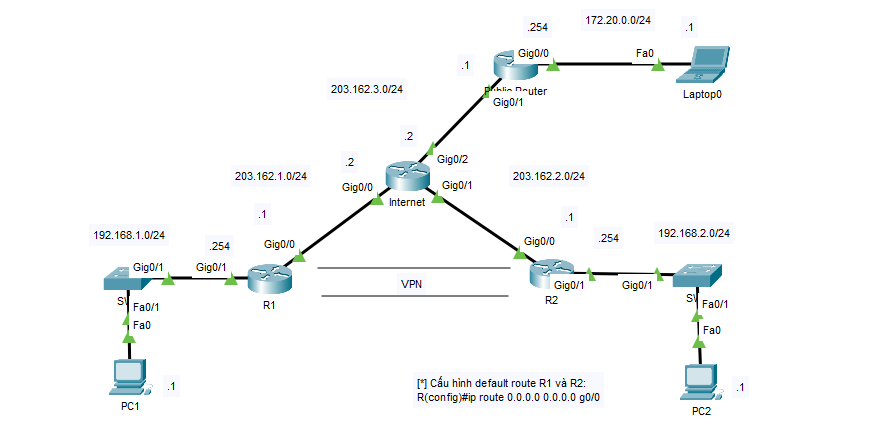 172.20.0.0/24
.254
.1
Gig0/0
Fa0
.1
Laptop0
203.162.3.0/24
Gig0/1
.2
Gig0/2
.2
203.162.1.0/24
203.162.2.0/24
Gig0/0
Gig0/1
Internet
.1
.1
192.168.1.0/24
.254
Gig0/0
Gig0/0
.254
192.168.2.0/24
Gig0/1
Gig0/1
Gig0/1
Gig0/1
R1
VPN
R2
Fa0/1
Fa0/1
Fa0
Fa0
.1
.1
PC1
PC2
[*] Cấu hình default route R1 và R2:
R(config)#ip route 0.0.0.0 0.0.0.0 g0/0